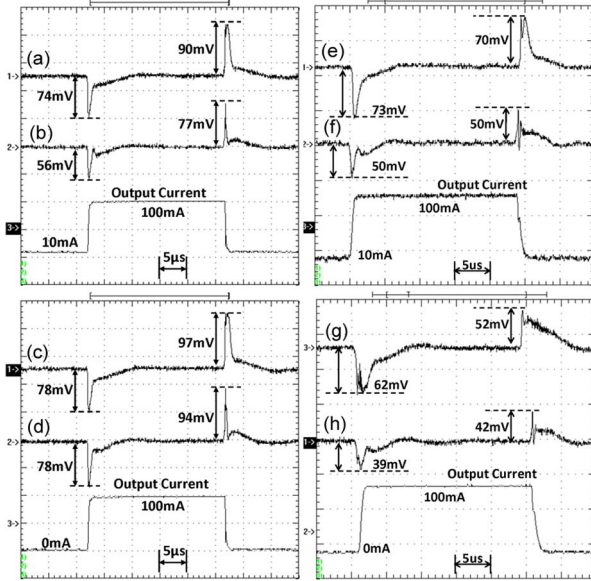 (a)
90mV
1
74mV
(b)
77mV
2
56mV
Output Current
100mA
3
10mA
5µs
(e)
70mV
1
73mV
(f)
50mV
2
50mV
Output Current
100mA
10mA
5us
(c)
97mV
1
78mV
(d)
94mV
2
78mV
Output Current
100mA
3
0mA
5µs
(g)
52mV
3
62mV
(h)
42mV
39mV
Output Current
100mA
2
0mA
5us